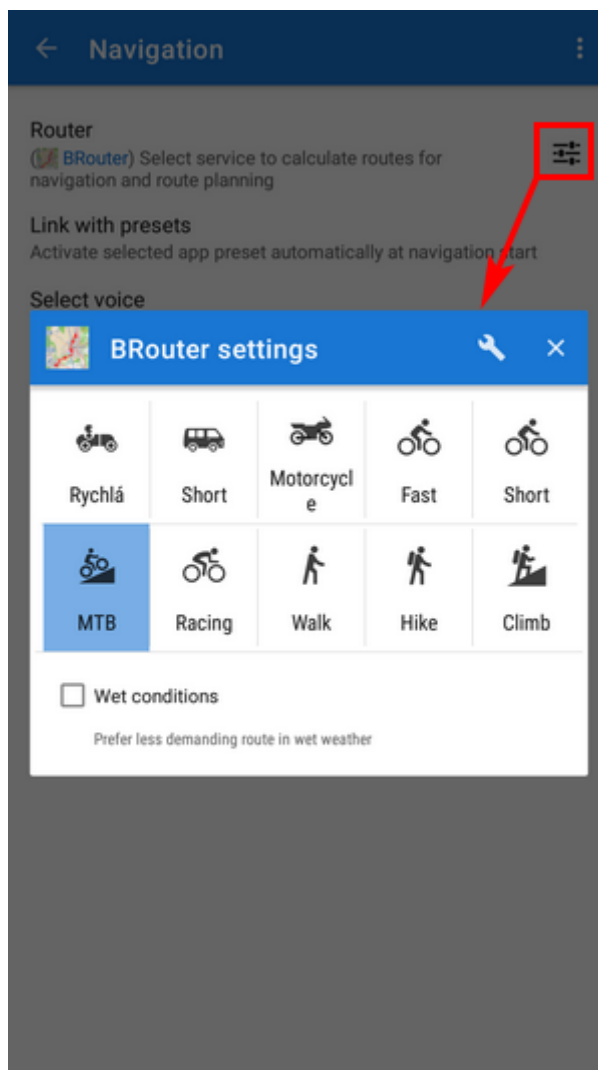 Navigation
Router
(BRouter) Select service to calculate routes for
navigation and route planning
Link with presets
Activate selected app preset automatically at navigation start
Select voice
BRouter settings
Rychlá
Short
Motorcycl
e
Fast
Short
MTB
Racing
Walk
Hike
Climb
Wet conditions
Prefer less demanding route in wet weather